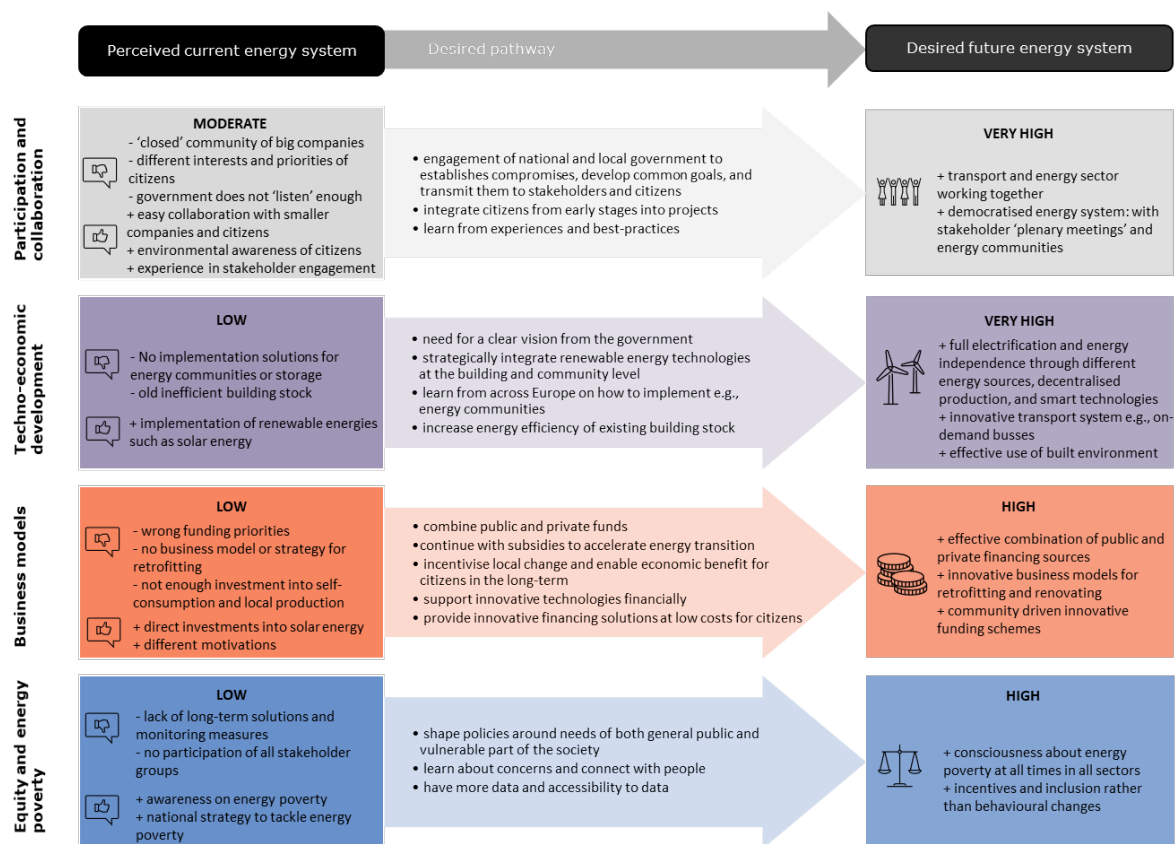 Perceived current energy system
Desired pathway
Desired future energy system
Participation and
collaboration
MODERATE
- ‘closed’ community of big companies
- different interests and priorities of
citizens
- government does not ‘listen’ enough
+ easy collaboration with smaller
companies and citizens
+ environmental awareness of citizens
+ experience in stakeholder engagement
• engagement of national and local government to
establishes compromises, develop common goals, and
transmit them to stakeholders and citizens
• integrate citizens from early stages into projects
• learn from experiences and best-practices
VERY HIGH
+ transport and energy sector
working together
+ democratised energy system: with
stakeholder ‘plenary meetings’ and
energy communities
Techno-economic
development
LOW
- No implementation solutions for
energy communities or storage
- old inefficient building stock
+ implementation of renewable energies
such as solar energy
• need for a clear vision from the government
• strategically integrate renewable energy technologies
at the building and community level
• learn from across Europe on how to implement e.g.,
energy communities
• increase energy efficiency of existing building stock
VERY HIGH
+ full electrification and energy
independence through different
energy sources, decentralised
production, and smart technologies
+ innovative transport system e.g., on-
demand busses
+ effective use of built environment
Business models
LOW
- wrong funding priorities
- no business model or strategy for
retrofitting
- not enough investment into self-
consumption and local production
+ direct investments into solar energy
+ different motivations
• combine public and private funds
• continue with subsidies to accelerate energy transition
• incentivise local change and enable economic benefit for
citizens in the long-term
• support innovative technologies financially
• provide innovative financing solutions at low costs for citizens
HIGH
+ effective combination of public and
private financing sources
+ innovative business models for
retrofitting and renovating
+ community driven innovative
funding schemes
Equity and energy
poverty
LOW
- lack of long-term solutions and
monitoring measures
- no participation of all stakeholder
groups
+ awareness on energy poverty
+ national strategy to tackle energy
poverty
• shape policies around needs of both general public and
vulnerable part of the society
• learn about concerns and connect with people
• have more data and accessibility to data
HIGH
+ consciousness about energy
poverty at all times in all sectors
+ incentives and inclusion rather
than behavioural changes